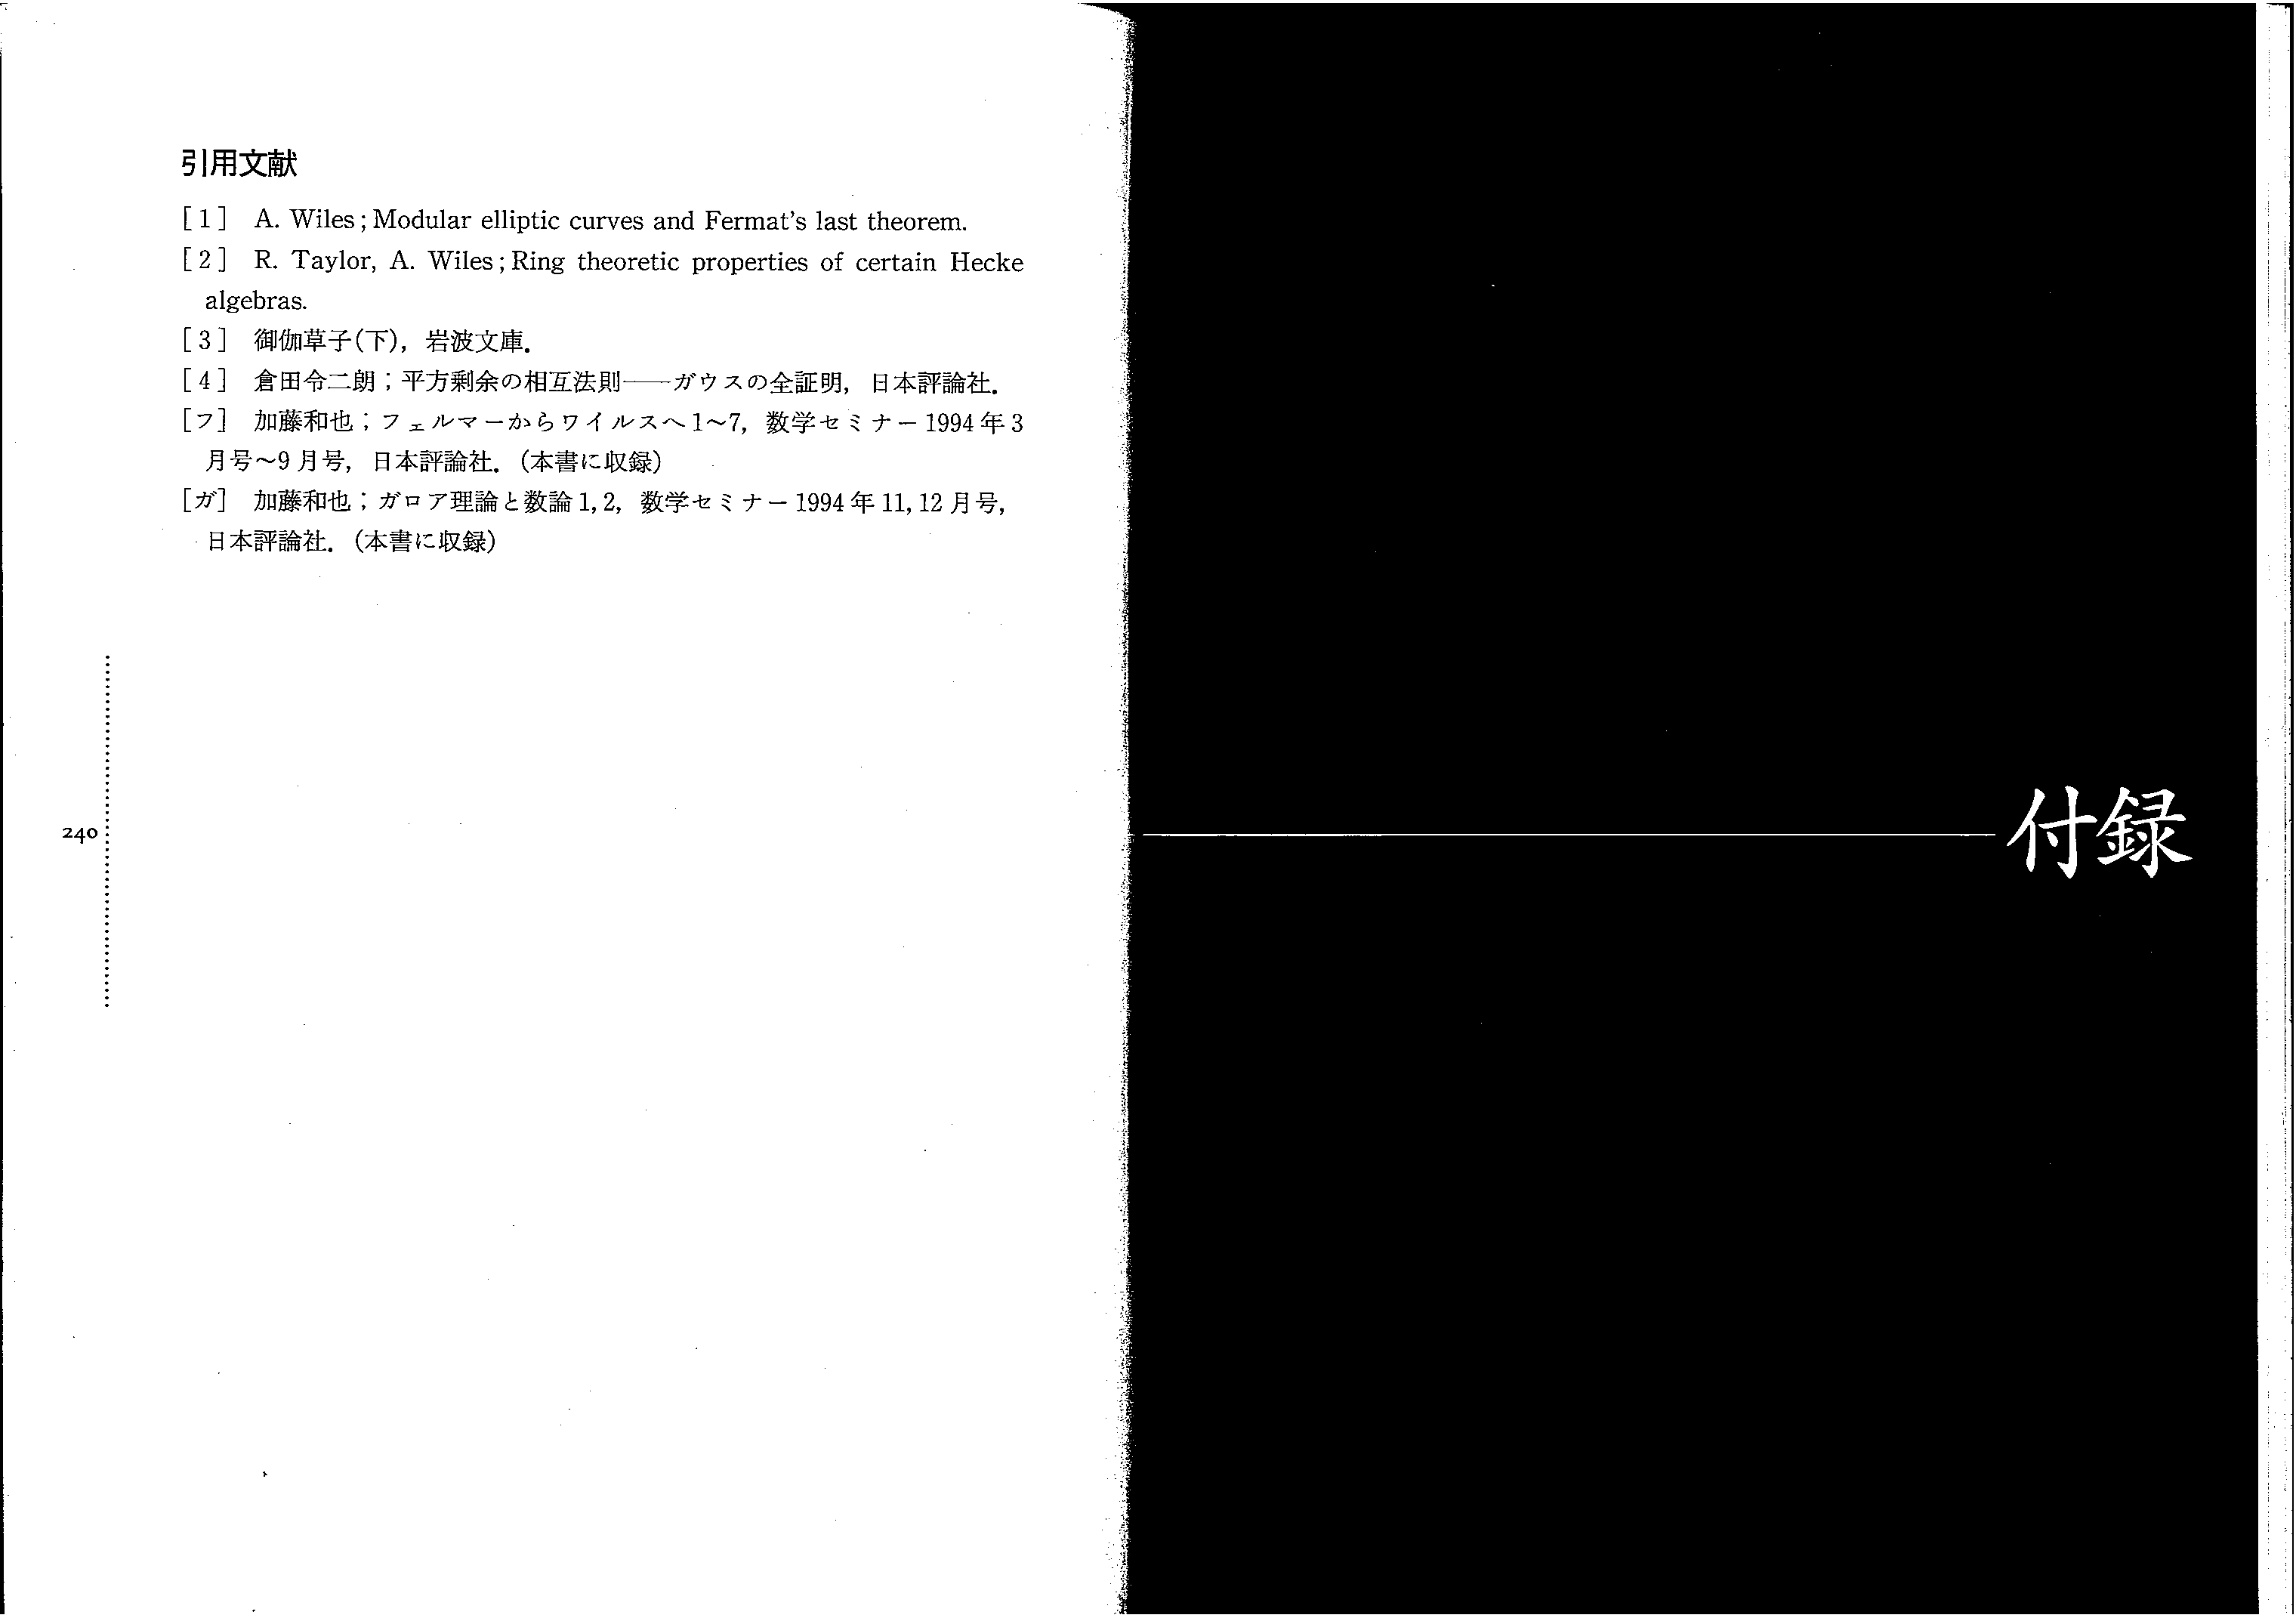 引用文献
[1] A. Wiles;Modular elliptic curves and Fermat's last theorem.
[2] R. Taylor, A. Wiles;Ring theoretic properties of certain Hecke
algebras.
[3] 御伽草子(下),岩波文庫.
[4] 倉田令二朗;平方剰余の相互法則――ガウスの全証明,日本評論社.
[フ] 加藤和也;フェルマーからワイルスへ1〜7,数学セミナー1994年3
月号〜9月号,日本評論社.(本書に収録)
[ガ] 加藤和也;ガロア理論と数論1,2,数学セミナー1994年11,12月号,
日本評論社.(本書に収録)
240
付録